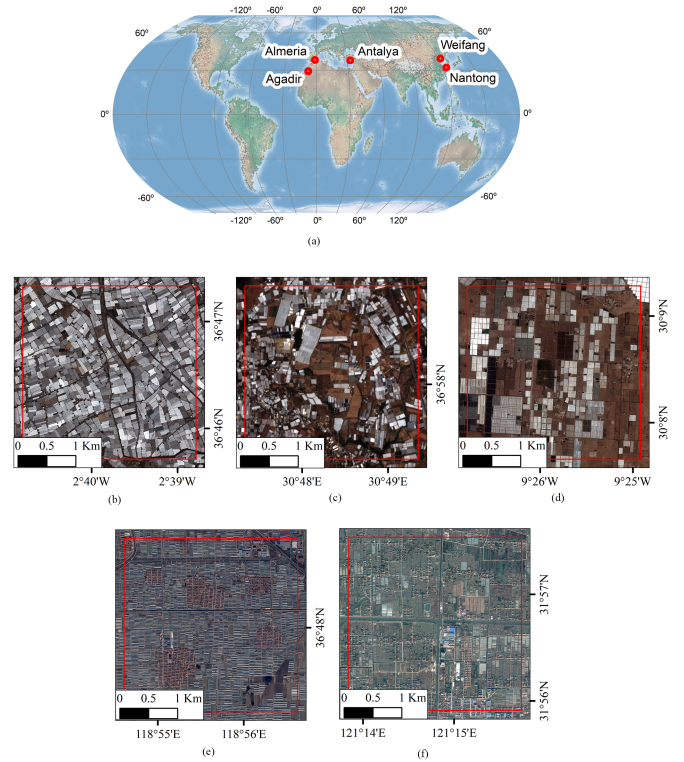 -120° -60° 0° 60° 120°
60° 60°
Almeria Antalya Weifang
Agadir Nantong
0° 0°
-60° -60°
-120° -60° 0° 60° 120°
(a)
36°47'N
36°46'N
0 0.5 1 Km
2°40'W 2°39'W
(b)
36°58'N
0 0.5 1 Km
30°48'E 30°49'E
(c)
30°9'N
30°8'N
0 0.5 1 Km
9°26'W 9°25'W
(d)
36°48'N
0 0.5 1 Km
118°55'E 118°56'E
(e)
31°57'N
31°56'N
0 0.5 1 Km
121°14'E 121°15'E
(f)